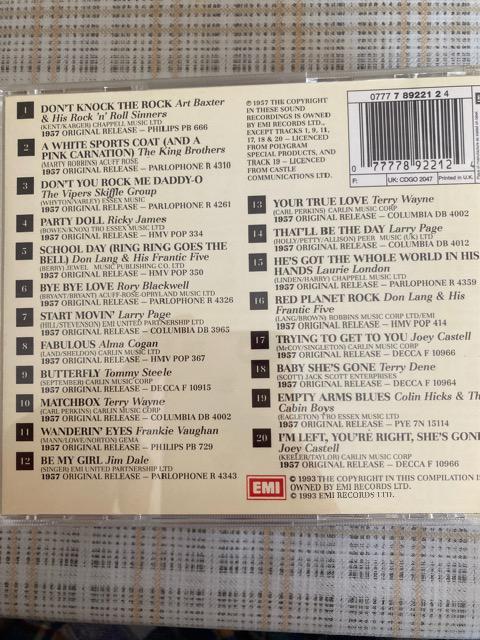 1 DON'T KNOCK THE ROCK Art Baxter
& His Rock 'n' Roll Sinners
(KENT/KARGER) CHAPPELL MUSIC LTD
1957 ORIGINAL RELEASE – PHILIPS PB 666
2 A WHITE SPORTS COAT (AND A
PINK CARNATION) The King Brothers
(MARTY ROBBINS) ACUFF ROSE
1957 ORIGINAL RELEASE – PARLOPHONE R 4310
3 DON'T YOU ROCK ME DADDY-O
The Vipers Skiffle Group
(WHYTON/VARLEY) ESSEX MUSIC
1957 ORIGINAL RELEASE – PARLOPHONE R 4261
4 PARTY DOLL Ricky James
(BOWEN/KNOX) TRO ESSEX MUSIC LTD
1957 ORIGINAL RELEASE – HMV POP 334
5 SCHOOL DAY (RING RING GOES THE
BELL) Don Lang & His Frantic Five
(BERRY) JEWEL MUSIC PUBLISHING CO. LTD
1957 ORIGINAL RELEASE – HMV POP 350
6 BYE BYE LOVE Rory Blackwell
(BRYANT/BRYANT) ACUFF-ROSE OPRYLAND MUSIC LTD
1957 ORIGINAL RELEASE – PARLOPHONE R 4326
7 START MOVIN' Larry Page
(HILL/STEVENSON) EMI UNITED PARTNERSHIP LTD
1957 ORIGINAL RELEASE – COLUMBIA DB 3965
8 FABULOUS Alma Cogan
(LAND/SHELDON) CARLIN MUSIC LTD
1957 ORIGINAL RELEASE – HMV POP 367
9 BUTTERFLY Tommy Steele
(SEPTEMBER) CARLIN MUSIC CORP
1957 ORIGINAL RELEASE – DECCA F 10915
10 MATCHBOX Terry Wayne
(CARL PERKINS) CARLIN MUSIC CORP
1957 ORIGINAL RELEASE – COLUMBIA DB 4002
11 WANDERIN' EYES Frankie Vaughan
(MANN/LOWE/NORTON) GEMA
1957 ORIGINAL RELEASE – PHILIPS PB 729
12 BE MY GIRL Jim Dale
(SINGER) EMI UNITED PARTNERSHIP LTD
1957 ORIGINAL RELEASE – PARLOPHONE R 4343
℗ 1957 THE COPYRIGHT
IN THESE SOUND
RECORDINGS IS OWNED
BY EMI RECORDS LTD.,
EXCEPT TRACKS 1, 9, 11,
17, 18 & 20 – LICENCED
FROM POLYGRAM
SPECIAL PRODUCTS, AND
TRACK 19 – LICENCED
FROM CASTLE
COMMUNICATIONS LTD.
0777 7 89221 2 4
0 77778 92212 4
F: UK: CDGO 2047 Printed in U.K.
13 YOUR TRUE LOVE Terry Wayne
(CARL PERKINS) CARLIN MUSIC CORP
1957 ORIGINAL RELEASE – COLUMBIA DB 4002
14 THAT'LL BE THE DAY Larry Page
(HOLLY/PETTY/ALLISON) PEER MUSIC (UK) LTD
1957 ORIGINAL RELEASE – COLUMBIA DB 4012
15 HE'S GOT THE WHOLE WORLD IN HIS
HANDS Laurie London
(LINDEN/HARRY) CHAPPELL MUSIC LTD
1957 ORIGINAL RELEASE – PARLOPHONE R 4359
16 RED PLANET ROCK Don Lang & His
Frantic Five
(LANG/BROWN) ROBBINS MUSIC CORP LTD/EMI
1957 ORIGINAL RELEASE – HMV POP 414
17 TRYING TO GET TO YOU Joey Castell
(McCOY/SINGLETON) CARLIN MUSIC CORP
1957 ORIGINAL RELEASE – DECCA F 10966
18 BABY SHE'S GONE Terry Dene
(SCOTT) JACK SCOTT ENTERPRISES
1957 ORIGINAL RELEASE – DECCA F 10964
19 EMPTY ARMS BLUES Colin Hicks & Th
Cabin Boys
(EAGLETON) TRO ESSEX MUSIC LTD
1957 ORIGINAL RELEASE – PYE 7N 15114
20 I'M LEFT, YOU'RE RIGHT, SHE'S GONE
Joey Castell
(KEELER/TAYLOR) CARLIN MUSIC CORP
1957 ORIGINAL RELEASE – DECCA F 10966
EMI
℗ 1993 THE COPYRIGHT IN THIS COMPILATION IS
OWNED BY EMI RECORDS LTD.
© 1993 EMI RECORDS LTD.